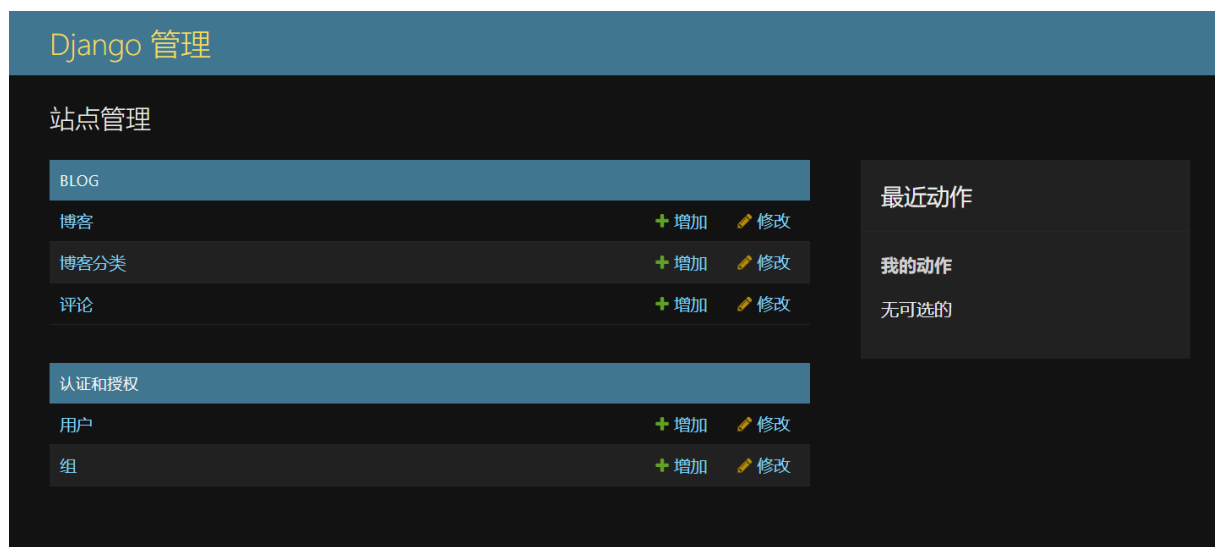 Django 管理
站点管理
BLOG
博客 增加 修改
博客分类 增加 修改
评论 增加 修改
认证和授权
用户 增加 修改
组 增加 修改
最近动作
我的动作
无可选的